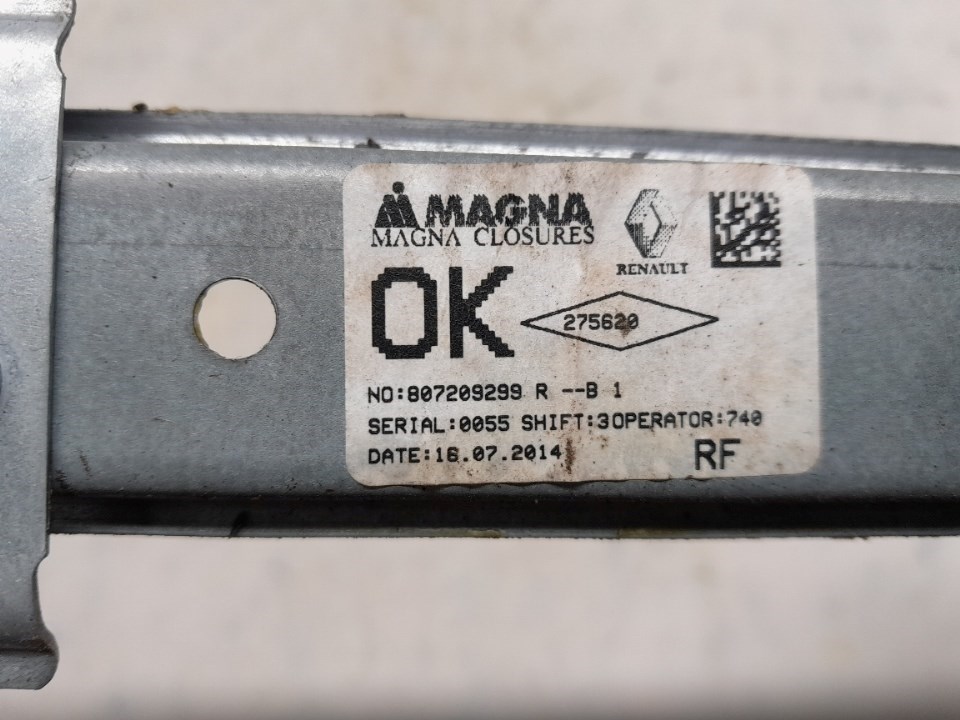 MAGNA
MAGNA CLOSURES
RENAULT
OK
275620
NO:807209299 R --B 1
SERIAL:0055 SHIFT:3OPERATOR:740
DATE:16.07.2014
RF